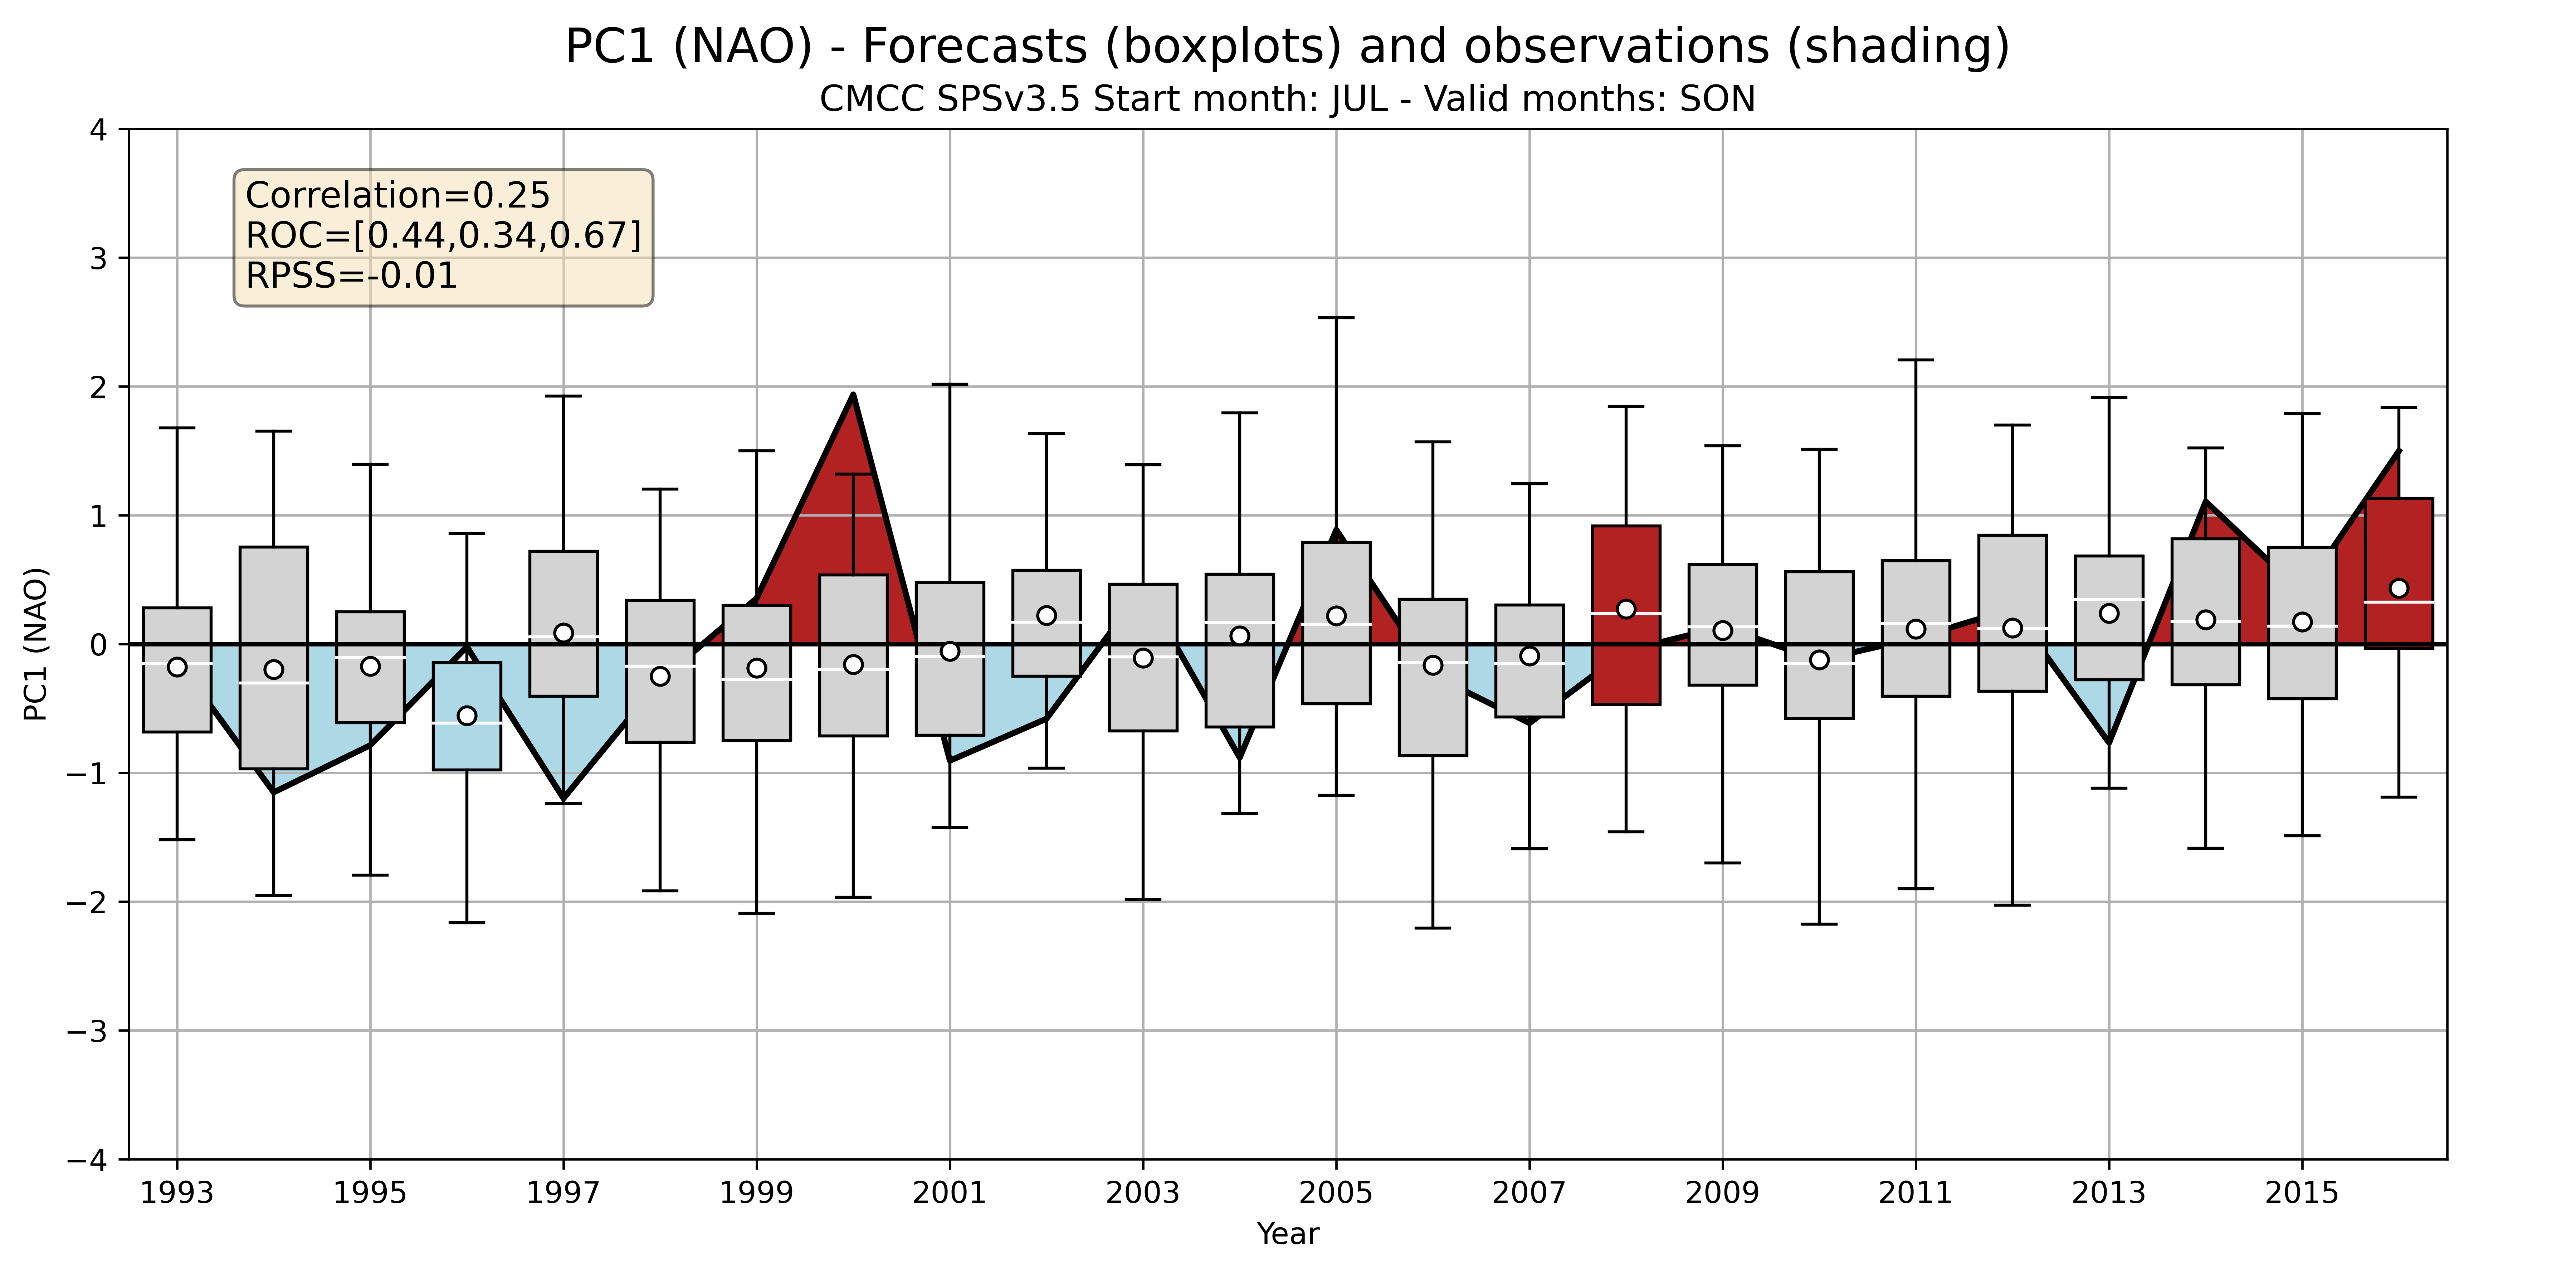 PC1 (NAO) - Forecasts (boxplots) and observations (shading)
CMCC SPSv3.5 Start month: JUL - Valid months: SON
Correlation=0.25
ROC=[0.44,0.34,0.67]
RPSS=-0.01
PC1 (NAO)
4
3
2
1
0
−1
−2
−3
−4
1993 1995 1997 1999 2001 2003 2005 2007 2009 2011 2013 2015
Year